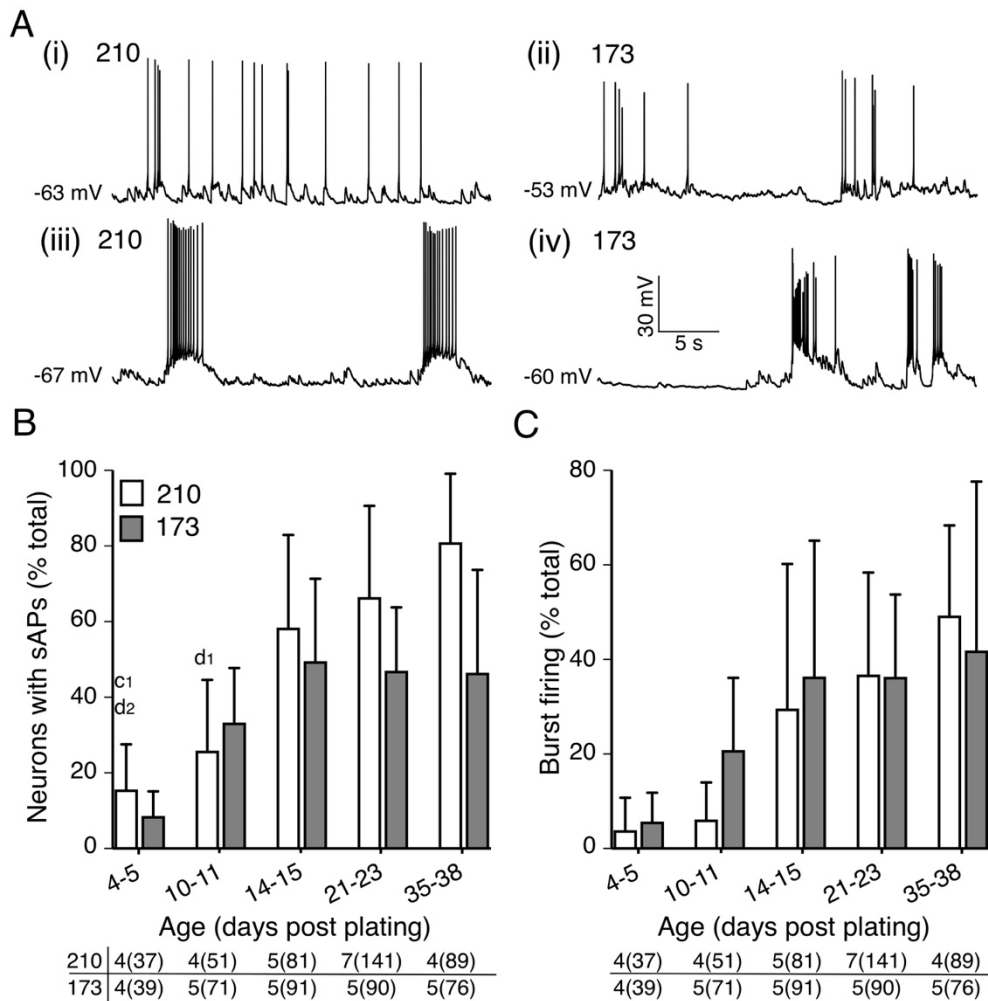 A
(i) 210
(ii) 173
-63 mV
-53 mV
(iii) 210
(iv) 173
30 mV
5 s
-67 mV
-60 mV
B
Neurons with sAPs (% total)
100
80
60
40
20
0
210
173
c1
d2
d1
4-5
10-11
14-15
21-23
35-38
Age (days post plating)
210 4(37) 4(51) 5(81) 7(141) 4(89)
173 4(39) 5(71) 5(91) 5(90) 5(76)
C
Burst firing (% total)
80
60
40
20
0
4-5
10-11
14-15
21-23
35-38
Age (days post plating)
4(37) 4(51) 5(81) 7(141) 4(89)
4(39) 5(71) 5(91) 5(90) 5(76)